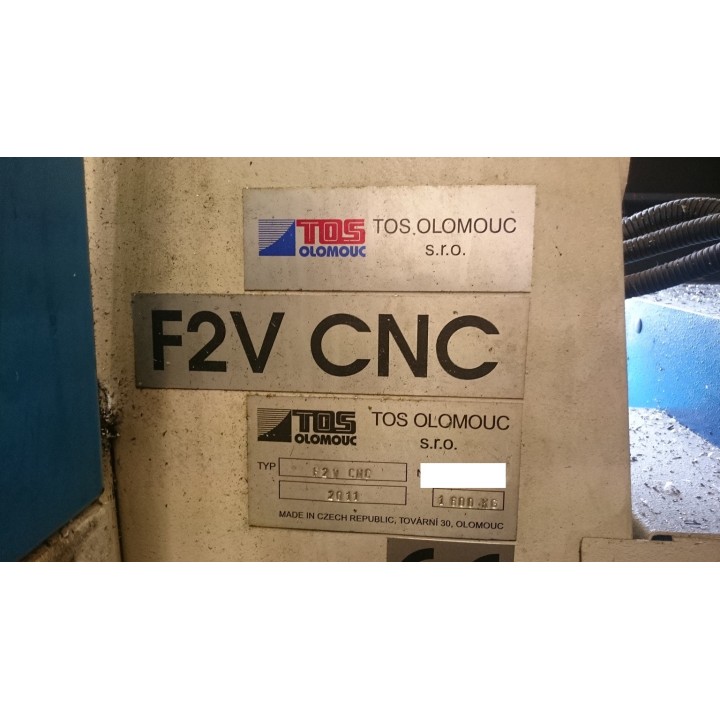 TOS
OLOMOUC
TOS OLOMOUC
s.r.o.
F2V CNC
TOS
OLOMOUC
TOS OLOMOUC
s.r.o.
TYP F2V CNC
2011
MADE IN CZECH REPUBLIC, TOVÁRNÍ 30, OLOMOUC